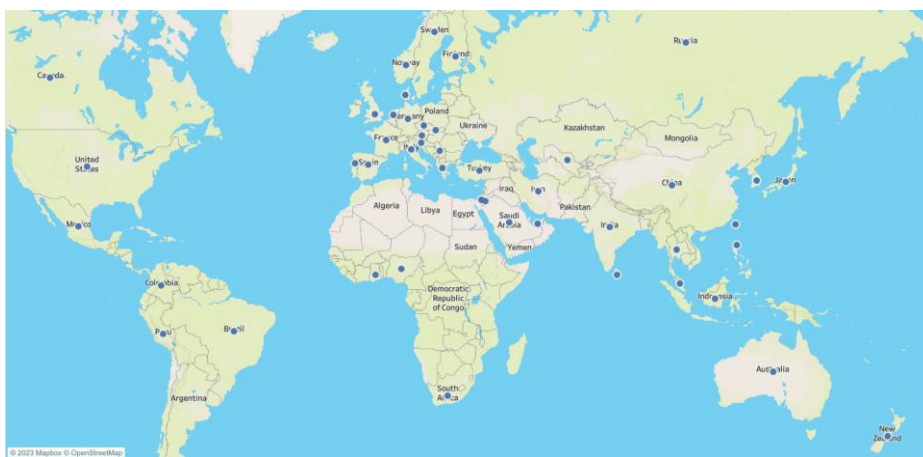 Sweden
Russia
Finland
Norway
Canada
Poland
Germany
Ukraine
Kazakhstan
Mongolia
France
Italy
United
States
Spain
Turkey
China
Japan
Iraq
Iran
Algeria
Libya
Egypt
Pakistan
Saudi
Arabia
India
Mexico
Sudan
Yemen
Colombia
Democratic
Republic
of Congo
Indonesia
Peru
Brazil
Australia
South
Africa
Argentina
New
Zealand
© 2023 Mapbox © OpenStreetMap